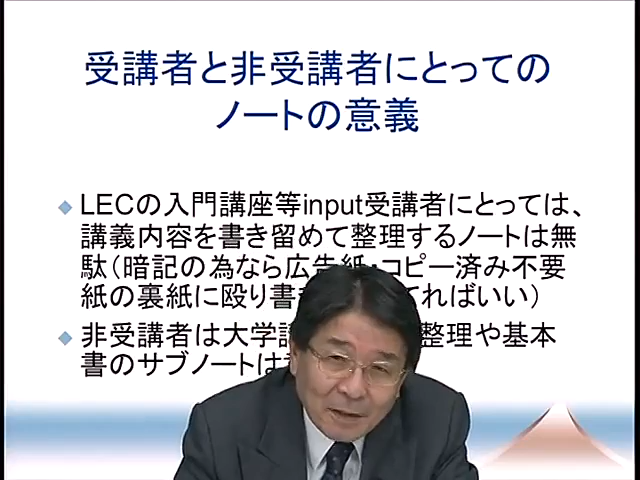 受講者と非受講者にとっての
ノートの意義
LECの入門講座等input受講者にとっては、
講義内容を書き留めて整理するノートは無
駄（暗記の為なら広告紙・コピー済み不要
紙の裏紙に殴り書き てればいい）
非受講者は大学講 整理や基本
書のサブノートは